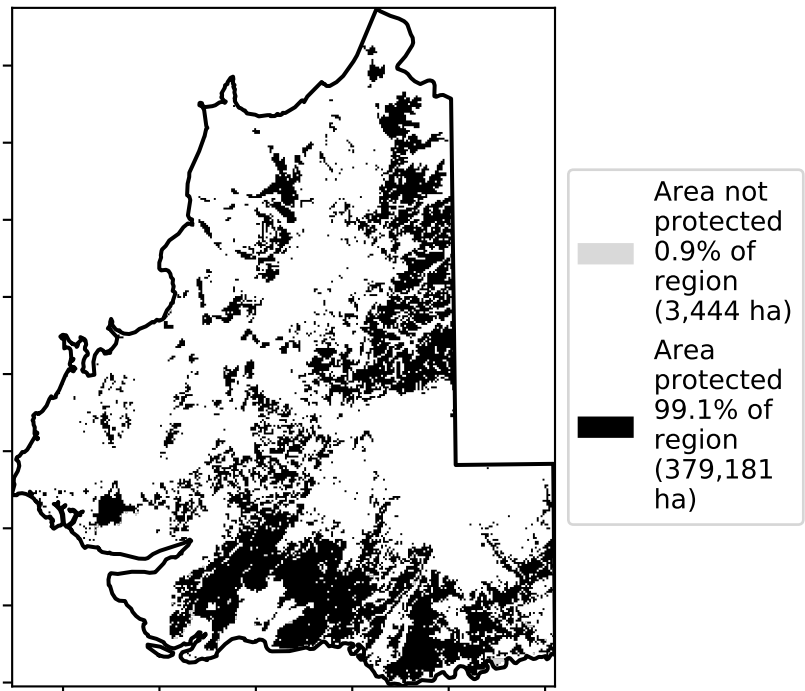 Area not
protected
0.9% of
region
(3,444 ha)
Area
protected
99.1% of
region
(379,181
ha)